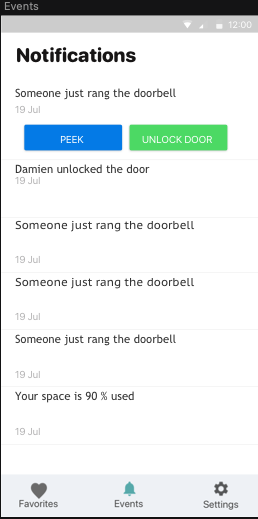 Events
12:00
Notifications
Someone just rang the doorbell
19 Jul
PEEK UNLOCK DOOR
Damien unlocked the door
19 Jul
Someone just rang the doorbell
19 Jul
Someone just rang the doorbell
19 Jul
Someone just rang the doorbell
19 Jul
Your space is 90 % used
19 Jul
Favorites Events Settings